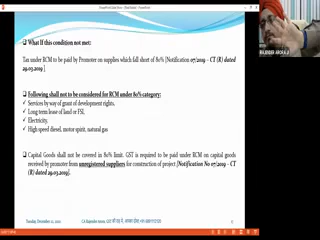 What If this condition not met:
Tax under RCM to be paid by Promoter on supplies which fall short of 80% [Notification 07/2019 - CT (R) dated
29.03.2019 ]
Following shall not to be considered for RCM under 80% category:
Services by way of grant of development rights,
Long term lease of land or FSI,
Electricity,
High speed diesel, motor spirit, natural gas
Capital Goods shall not be covered in 80% limit. GST is required to be paid under RCM on capital goods
received by promoter from unregistered suppliers for construction of project [Notification No 07/2019 - CT
(R) dated 29.03.2019].